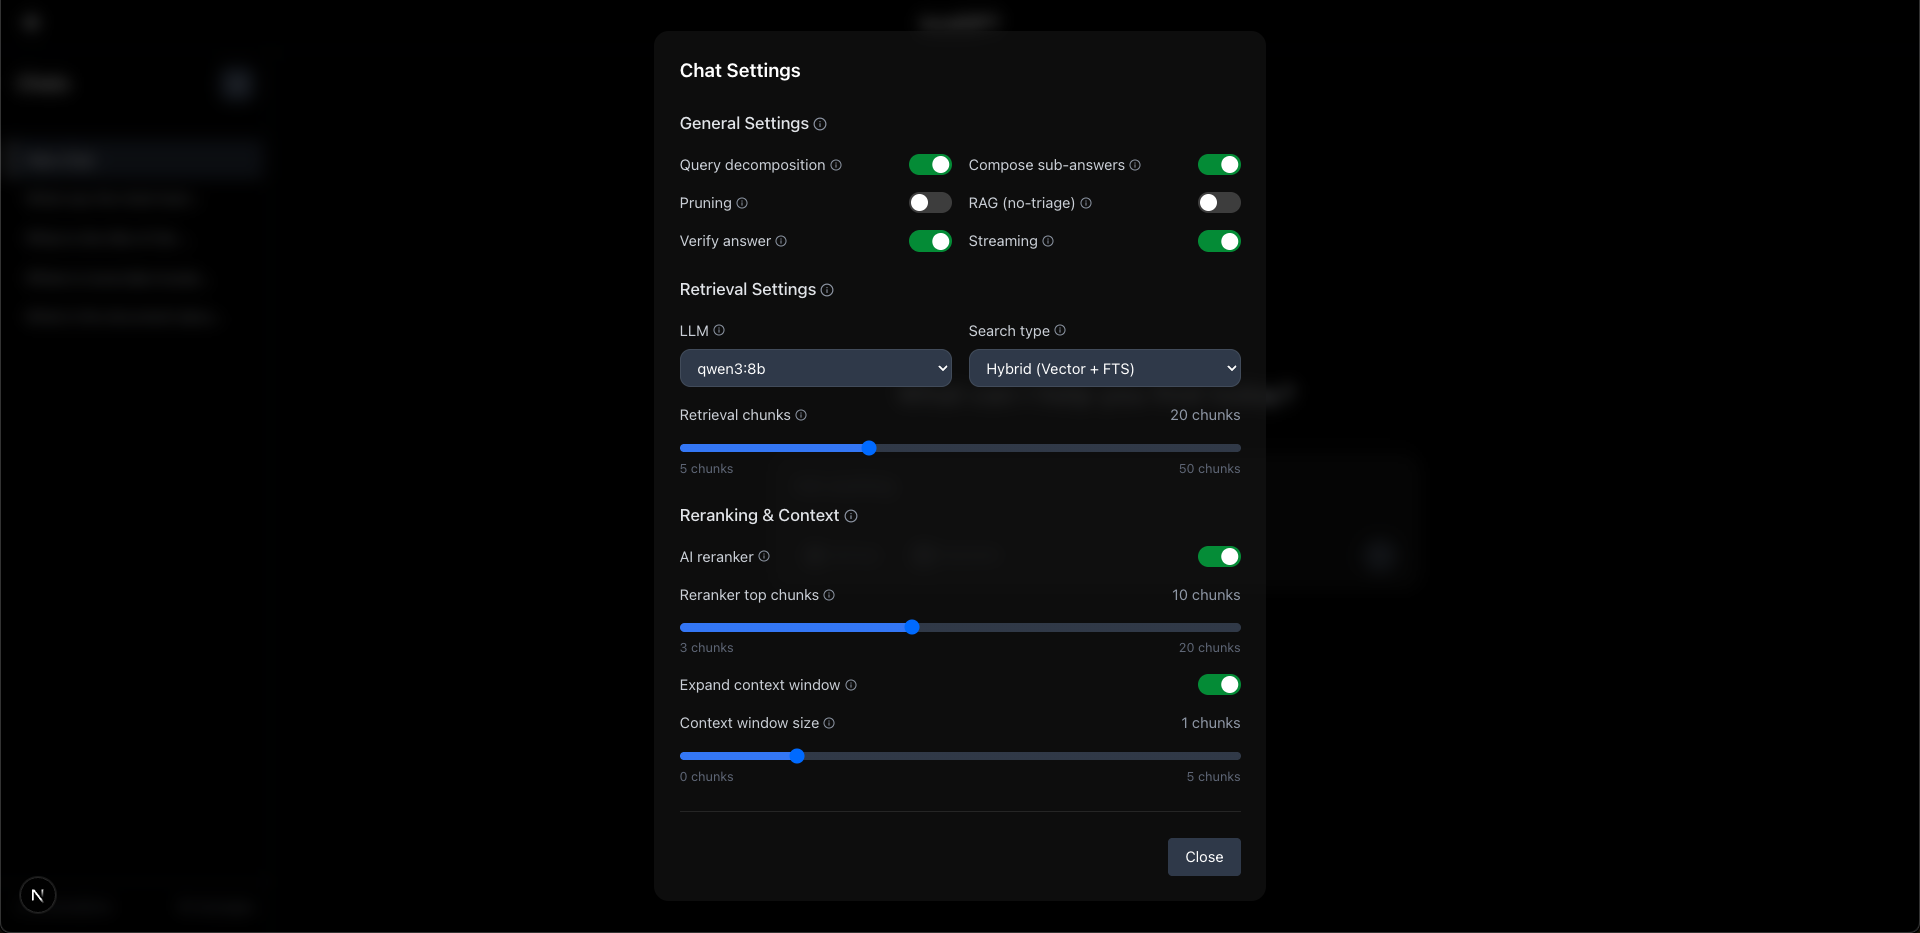 Chat Settings
General Settings
Query decomposition
Compose sub-answers
Pruning
RAG (no-triage)
Verify answer
Streaming
Retrieval Settings
LLM
Search type
qwen3:8b
Hybrid (Vector + FTS)
Retrieval chunks
20 chunks
5 chunks
50 chunks
Reranking & Context
AI reranker
Reranker top chunks
10 chunks
3 chunks
20 chunks
Expand context window
Context window size
1 chunks
0 chunks
5 chunks
Close
N